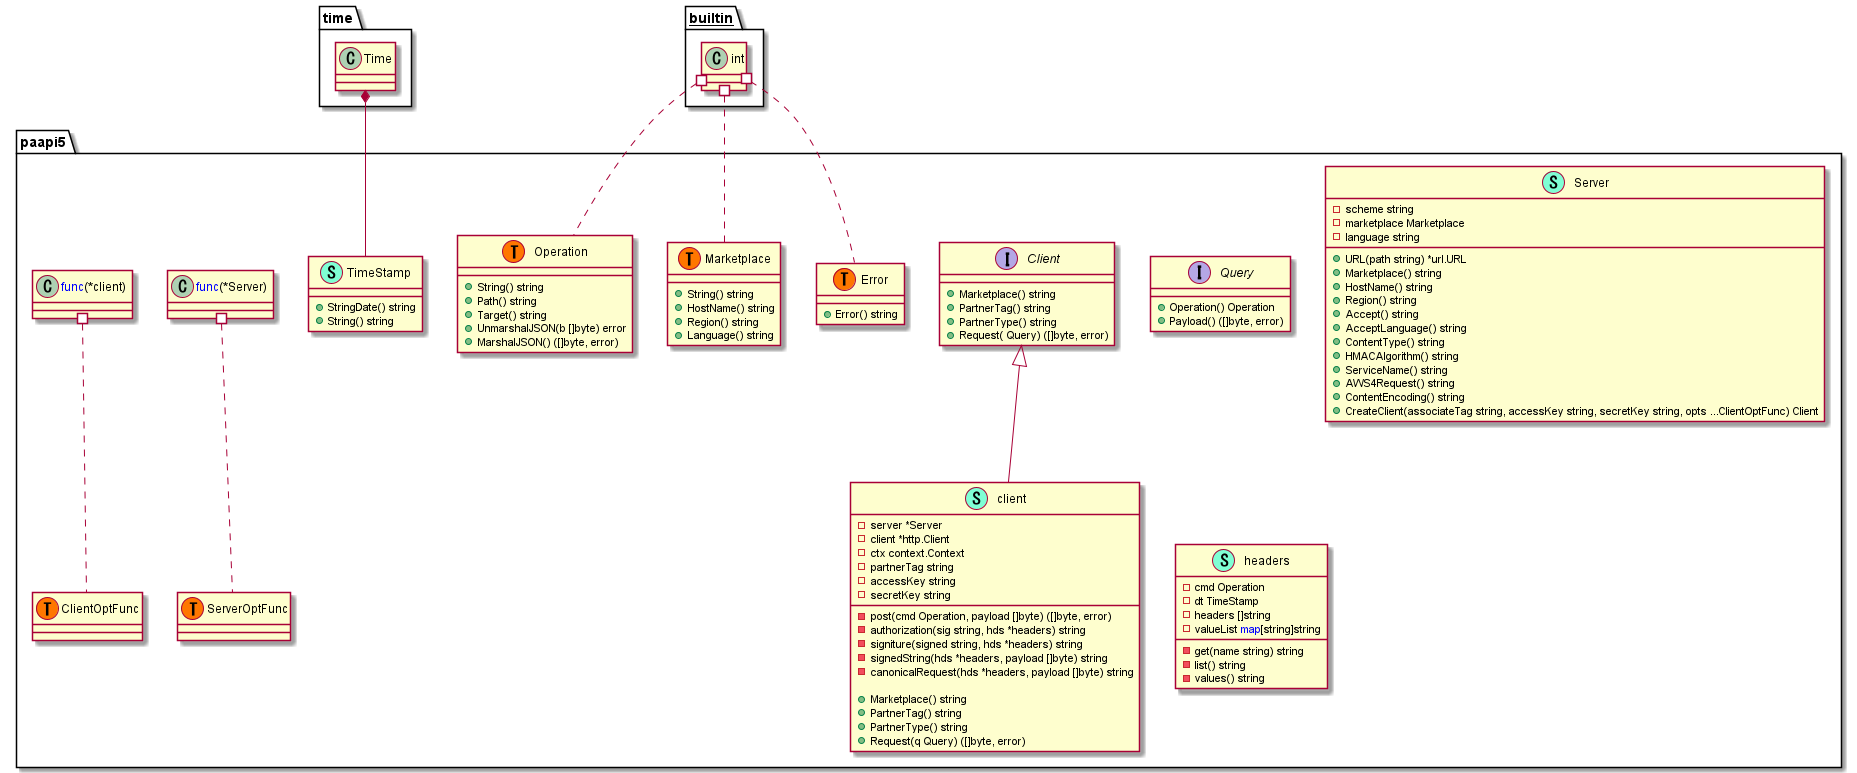 time
C Time
builtin
C int
paapi5
C func(*client)
C func(*Server)
S TimeStamp
StringDate() string
String() string
T Operation
String() string
Path() string
Target() string
UnmarshalJSON(b []byte) error
MarshalJSON() ([]byte, error)
T Marketplace
String() string
HostName() string
Region() string
Language() string
T Error
Error() string
I Client
Marketplace() string
PartnerTag() string
PartnerType() string
Request( Query) ([]byte, error)
I Query
Operation() Operation
Payload() ([]byte, error)
S Server
scheme string
marketplace Marketplace
language string
URL(path string) *url.URL
Marketplace() string
HostName() string
Region() string
Accept() string
AcceptLanguage() string
ContentType() string
HMACAlgorithm() string
ServiceName() string
AWS4Request() string
ContentEncoding() string
CreateClient(associateTag string, accessKey string, secretKey string, opts ...ClientOptFunc) Client
T ClientOptFunc
T ServerOptFunc
S client
server *Server
client *http.Client
ctx context.Context
partnerTag string
accessKey string
secretKey string
post(cmd Operation, payload []byte) ([]byte, error)
authorization(sig string, hds *headers) string
signiture(signed string, hds *headers) string
signedString(hds *headers, payload []byte) string
canonicalRequest(hds *headers, payload []byte) string
Marketplace() string
PartnerTag() string
PartnerType() string
Request(q Query) ([]byte, error)
S headers
cmd Operation
dt TimeStamp
headers []string
valueList map[string]string
get(name string) string
list() string
values() string